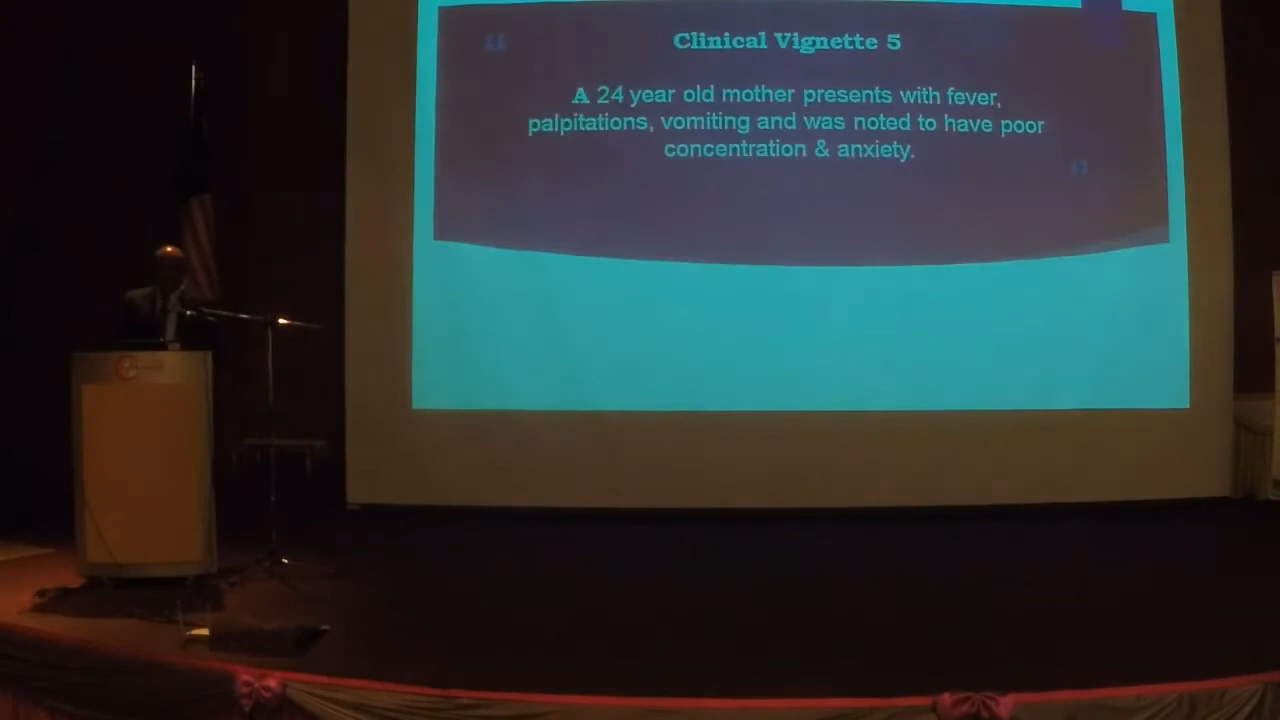 Clinical Vignette 5
A 24 year old mother presents with fever,
palpitations, vomiting and was noted to have poor
concentration & anxiety.